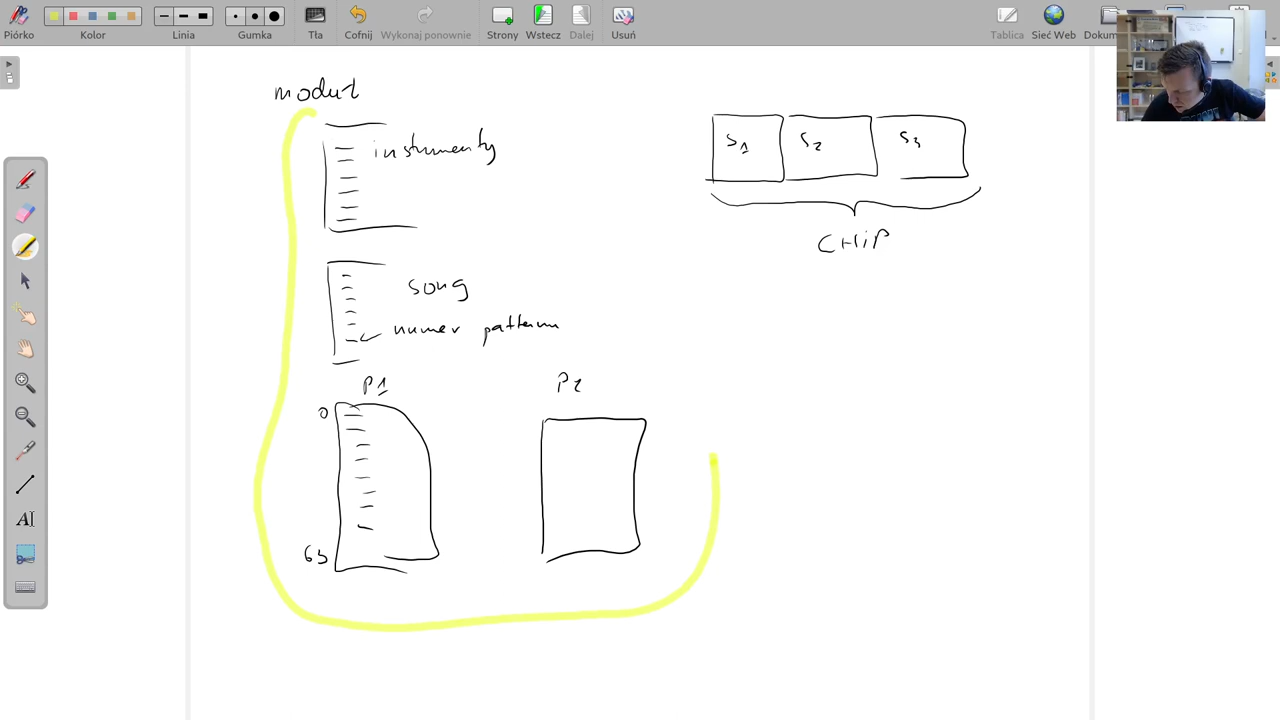 Piórko Kolor Linia Gumka Tła Cofnij Wykonaj ponownie Strony Wstecz Dalej Usuń Tablica Sieć Web Dokum
moduł
instrumenty
S1 S2 S3
CHiP
song
numer patternu
P1 P2
0
63